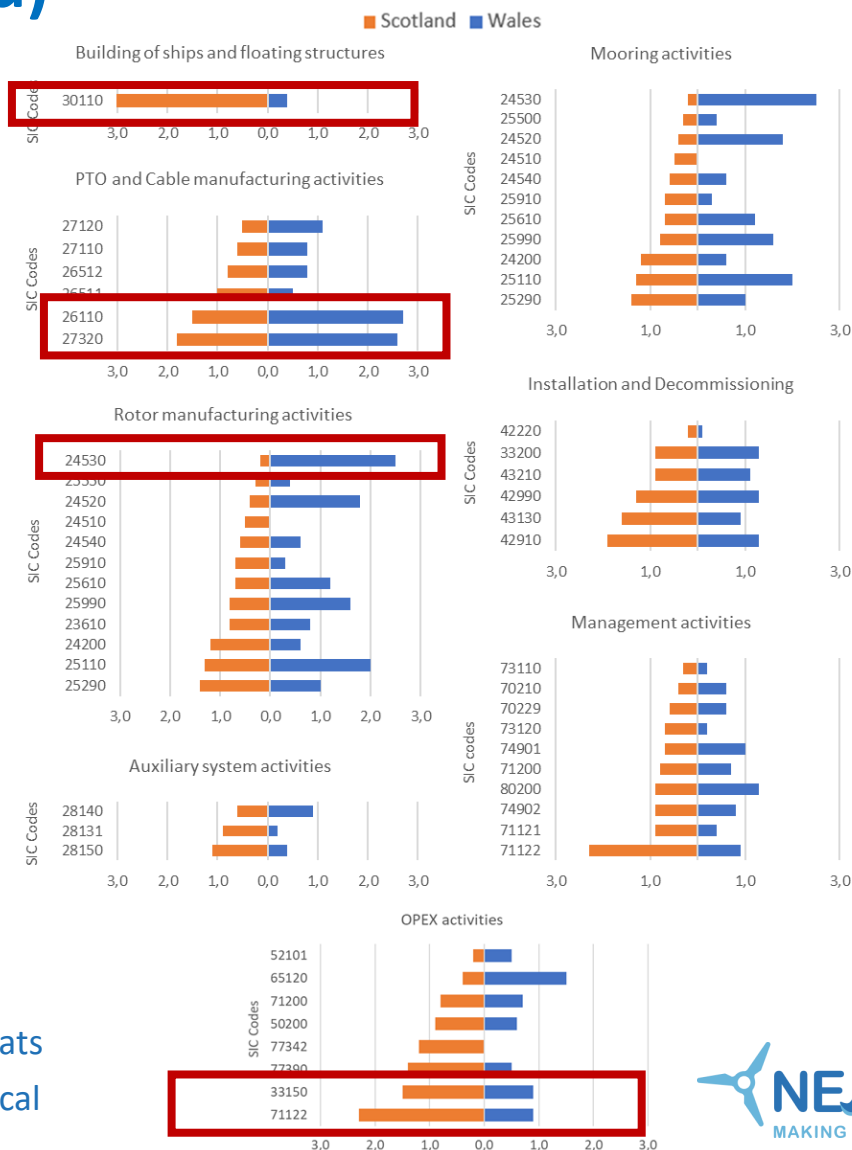 Scotland Wales
Building of ships and floating structures
SIC Codes
30110
3,0 2,0 1,0 0,0 1,0 2,0 3,0
PTO and Cable manufacturing activities
SIC Codes
27120
27110
26512
26511
26110
27320
3,0 2,0 1,0 0,0 1,0 2,0 3,0
Rotor manufacturing activities
SIC Codes
24530
24520
24510
24540
25910
25610
25990
23610
24200
25110
25290
3,0 2,0 1,0 0,0 1,0 2,0 3,0
Auxiliary system activities
SIC Codes
28140
28131
28150
3,0 2,0 1,0 0,0 1,0 2,0 3,0
Mooring activities
SIC Codes
24530
25500
24520
24510
24540
25910
25610
25990
24200
25110
25290
3,0 1,0 1,0 3,0
Installation and Decommissioning
SIC Codes
42220
33200
43210
42990
43130
42910
3,0 1,0 1,0 3,0
Management activities
SIC codes
73110
70210
70229
73120
74901
71200
80200
74902
71121
71122
3,0 1,0 1,0 3,0
OPEX activities
SIC Codes
52101
65120
71200
50200
77342
77390
33150
71122
3.0 2.0 1.0 0.0 1.0 2.0 3.0
ats
cal
NE
MAKING